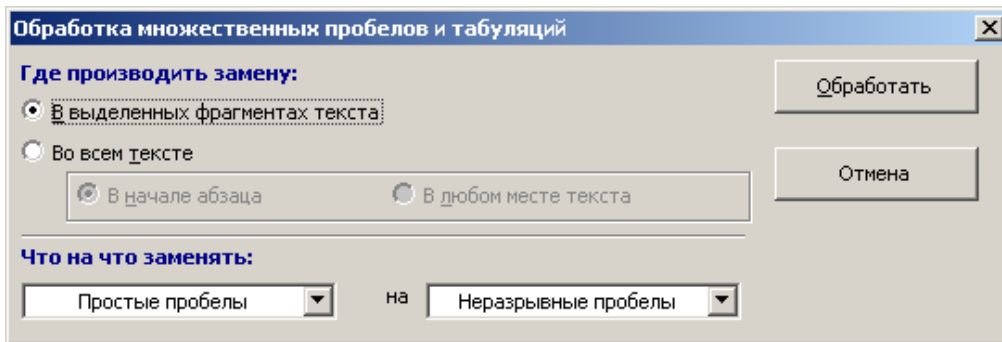 Обработка множественных пробелов и табуляций
Где производить замену:
В выделенных фрагментах текста
Во всем тексте
В начале абзаца В любом месте текста
Что на что заменять:
Простые пробелы на Неразрывные пробелы
Обработать
Отмена